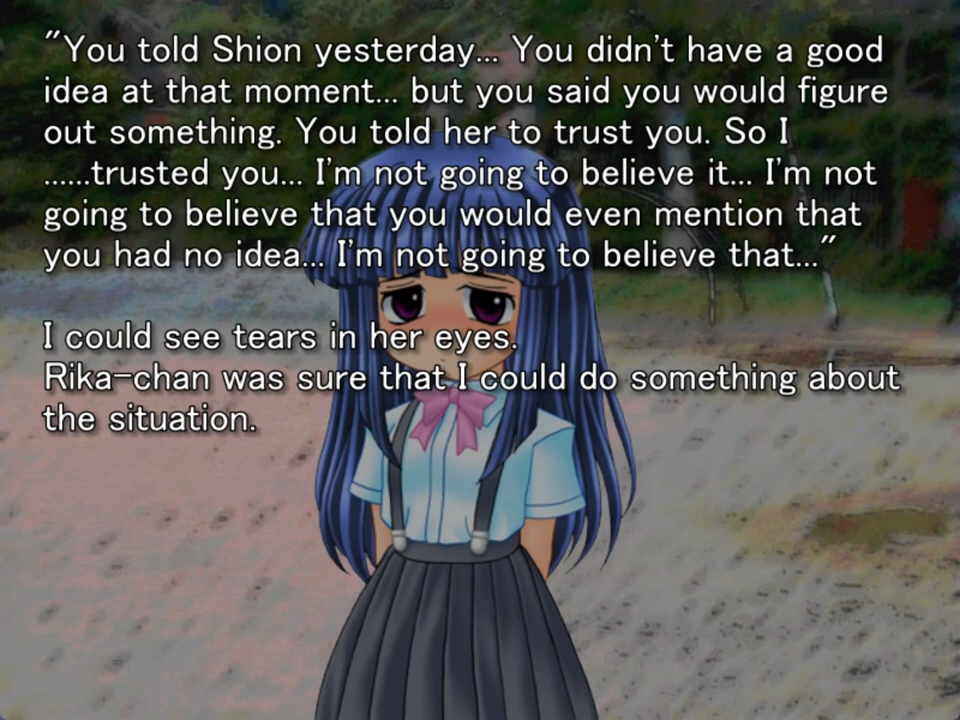 "You told Shion yesterday... You didn't have a good
idea at that moment... but you said you would figure
out something. You told her to trust you. So I
......trusted you... I'm not going to believe it... I'm not
going to believe that you would even mention that
you had no idea... I'm not going to believe that..."
I could see tears in her eyes.
Rika-chan was sure that I could do something about
the situation.